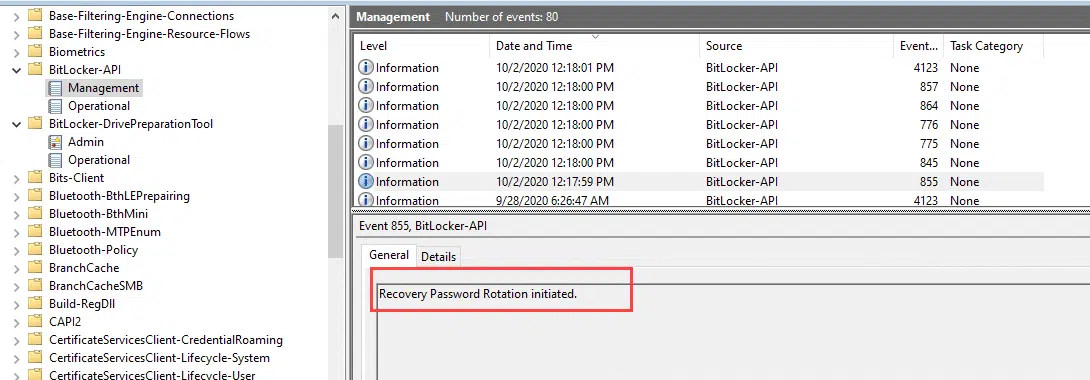 Base-Filtering-Engine-Connections
Base-Filtering-Engine-Resource-Flows
Biometrics
BitLocker-API
Management
Operational
BitLocker-DrivePreparationTool
Admin
Operational
Bits-Client
Bluetooth-BthLEPrepairing
Bluetooth-BthMini
Bluetooth-MTPEnum
Bluetooth-Policy
BranchCache
BranchCacheSMB
Build-RegDll
CAPI2
CertificateServicesClient-CredentialRoaming
CertificateServicesClient-Lifecycle-System
CertificateServicesClient-Lifecycle-User
Management Number of events: 80
Level Date and Time Source Event... Task Category
Information 10/2/2020 12:18:01 PM BitLocker-API 4123 None
Information 10/2/2020 12:18:00 PM BitLocker-API 857 None
Information 10/2/2020 12:18:00 PM BitLocker-API 864 None
Information 10/2/2020 12:18:00 PM BitLocker-API 776 None
Information 10/2/2020 12:18:00 PM BitLocker-API 775 None
Information 10/2/2020 12:18:00 PM BitLocker-API 845 None
Information 10/2/2020 12:17:59 PM BitLocker-API 855 None
Information 9/28/2020 6:26:47 AM BitLocker-API 4123 None
Event 855, BitLocker-API
General Details
Recovery Password Rotation initiated.